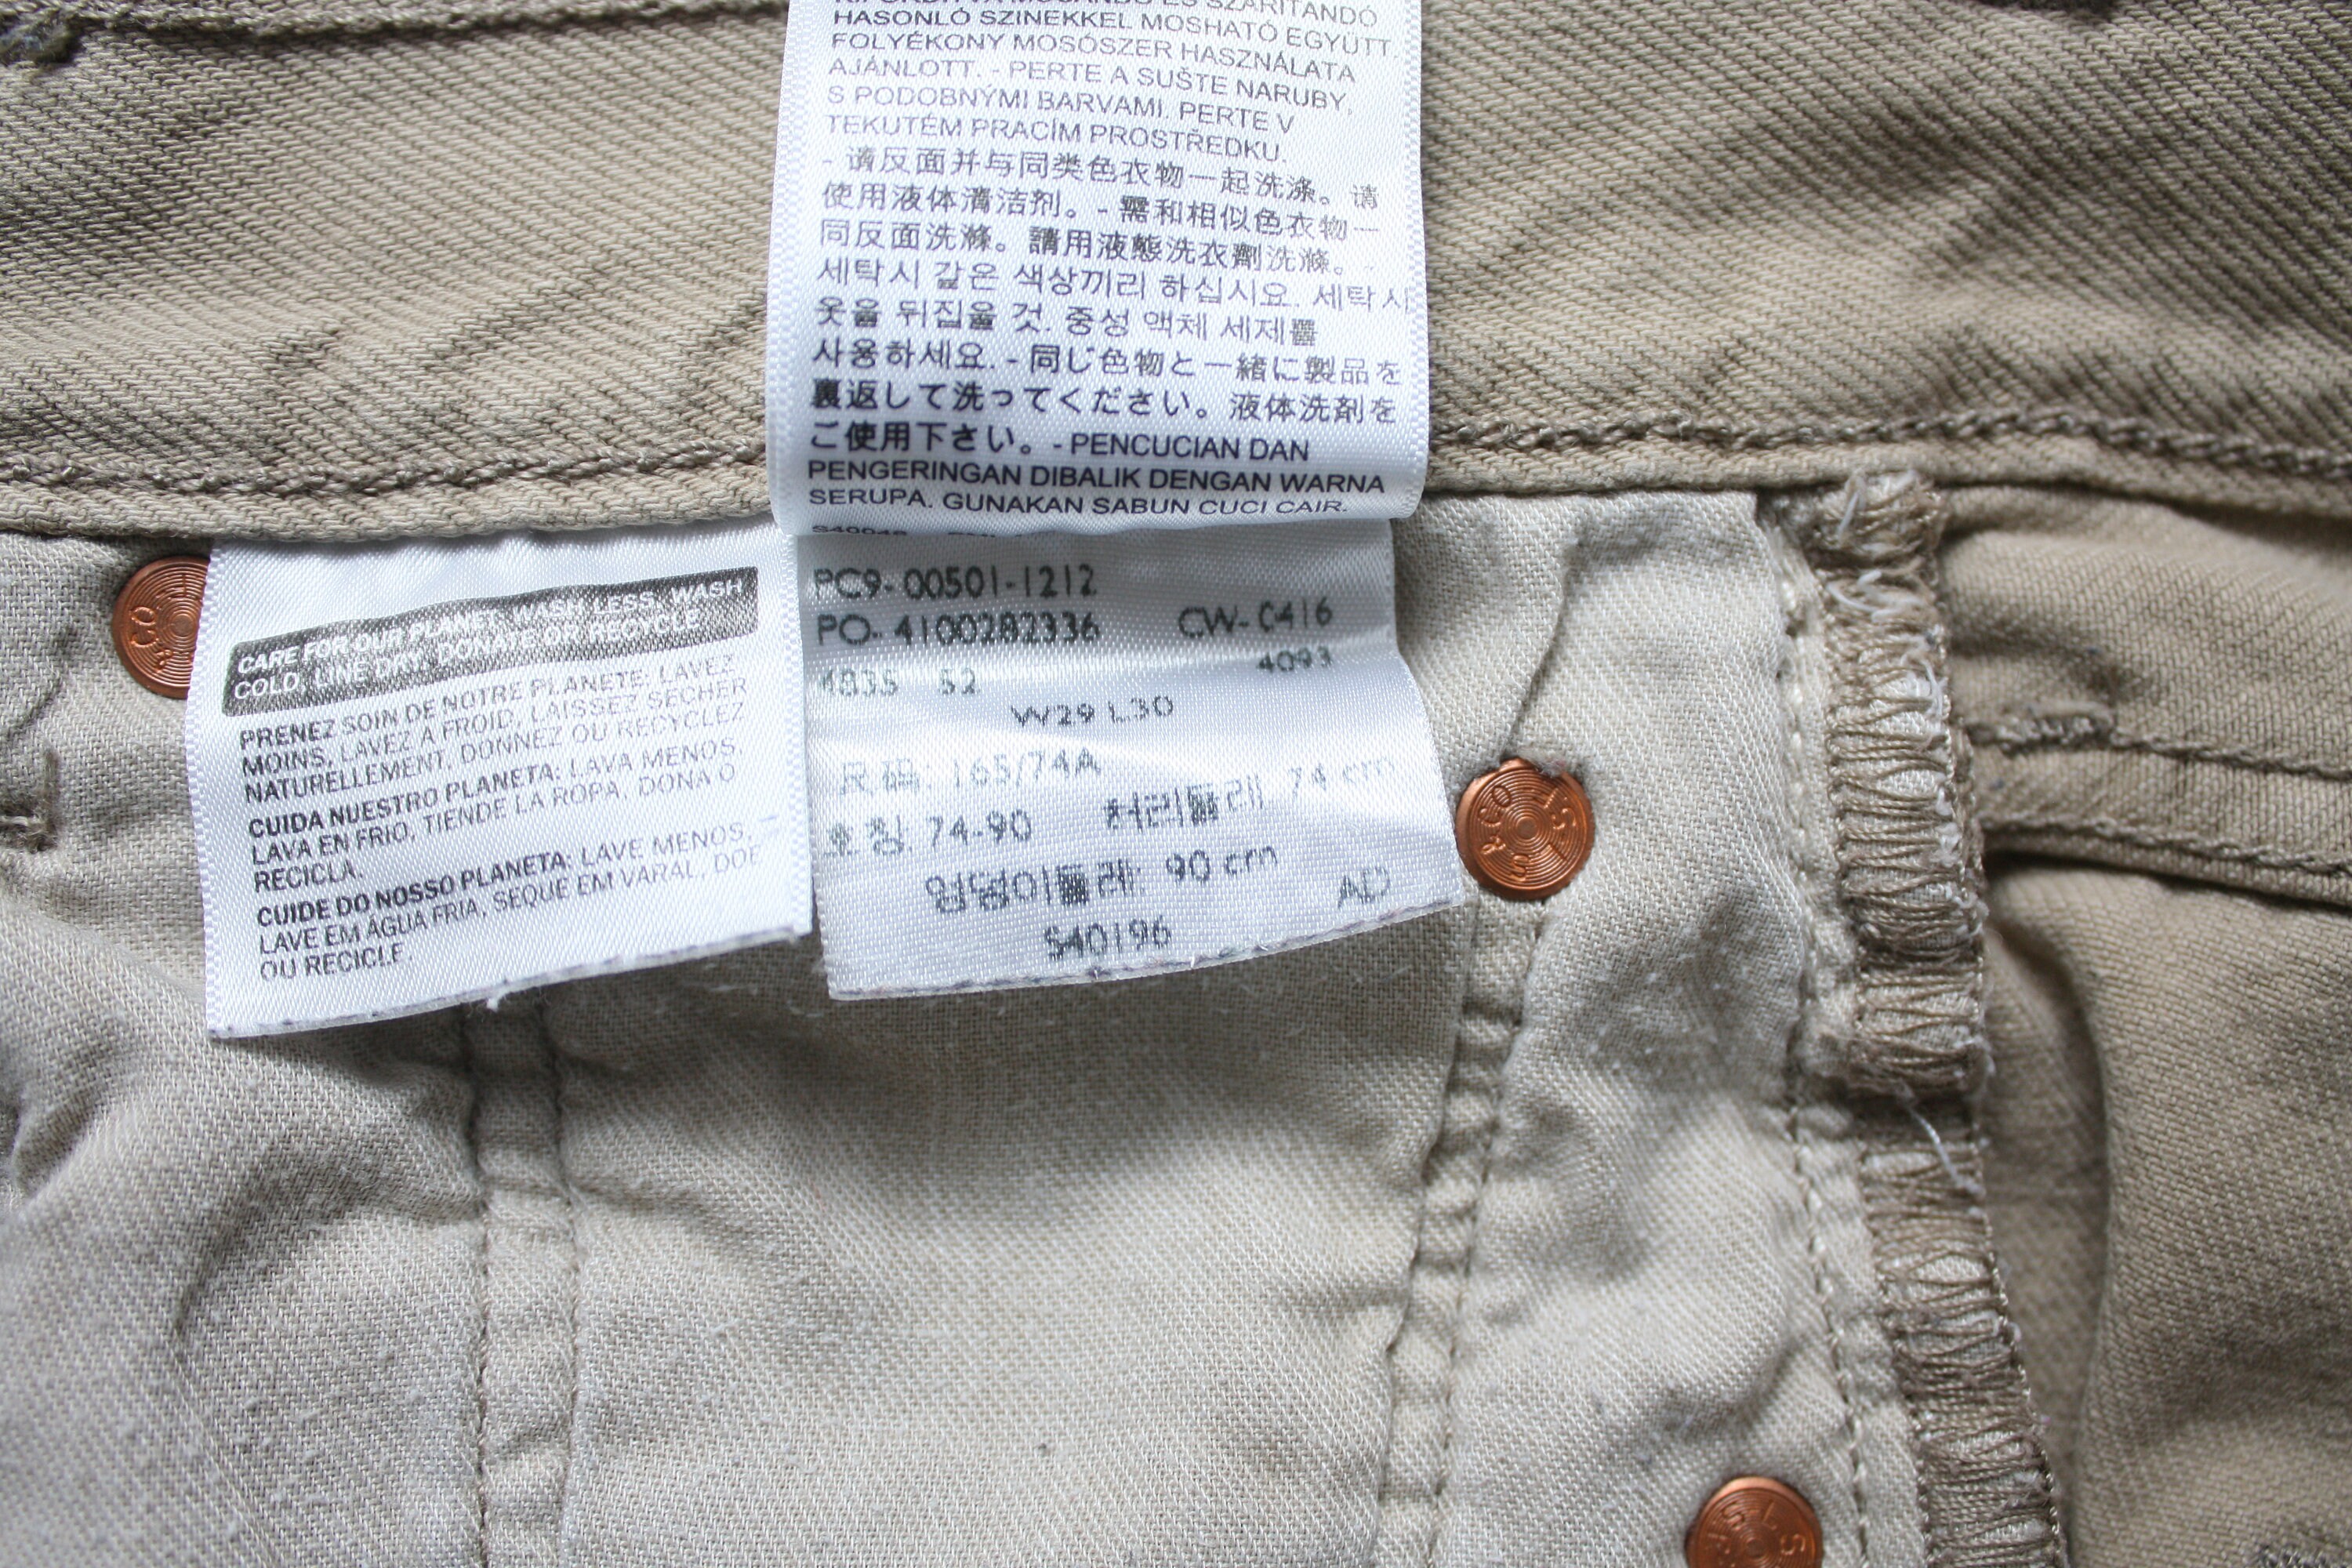 HASONLÓ SZINEKKEL MOSHATÓ EGYÜTT.
FOLYÉKONY MOSÓSZER HASZNÁLATA
AJÁNLOTT. - PERTE A SUŠTE NARUBY,
S PODOBNÝMI BARVAMI. PERTE V
TEKUTÉM PRACÍM PROSTŘEDKU.
- 请反面并与同类色衣物一起洗涤。请
使用液体清洁剂。- 需和相似色衣物一
同反面洗滌。請用液態洗衣劑洗滌。-
세탁시 같은 색상끼리 하십시요. 세탁시
옷을 뒤집을 것. 중성 액체 세제를
사용하세요. - 同じ色物と一緒に製品を
裏返して洗ってください。液体洗剤を
ご使用下さい。- PENCUCIAN DAN
PENGERINGAN DIBALIK DENGAN WARNA
SERUPA. GUNAKAN SABUN CUCI CAIR.
CARE FOR OUR PLANET: WASH LESS, WASH
COLD, LINE DRY, DONATE OR RECYCLE
PRENEZ SOIN DE NOTRE PLANETE: LAVEZ
MOINS, LAVEZ A FROID, LAISSEZ SECHER
NATURELLEMENT, DONNEZ OU RECYCLEZ
CUIDA NUESTRO PLANETA: LAVA MENOS,
LAVA EN FRIO, TIENDE LA ROPA, DONA O
RECICLA.
CUIDE DO NOSSO PLANETA: LAVE MENOS,
LAVE EM ÁGUA FRIA, SEQUE EM VARAL, DOE
OU RECICLE.
PC9-00501-1212
PO- 4100282336 CW- 0416
4835 52 4093
W29 L30
尺码: 165/74A
호칭: 74-90 허리둘레 74 cm
엉덩이둘레: 90 cm
AD
S40196